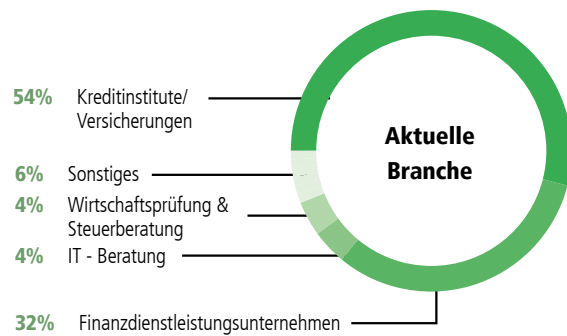 54% Kreditinstitute/
Versicherungen
6% Sonstiges
4% Wirtschaftsprüfung &
Steuerberatung
4% IT - Beratung
32% Finanzdienstleistungsunternehmen
Aktuelle
Branche